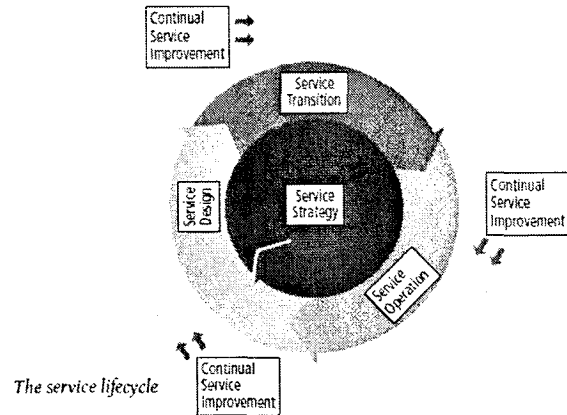 Continual
Service
Improvement
Service
Transition
Service
Design
Service
Strategy
Continual
Service
Improvement
Service
Operation
Continual
Service
Improvement
The service lifecycle